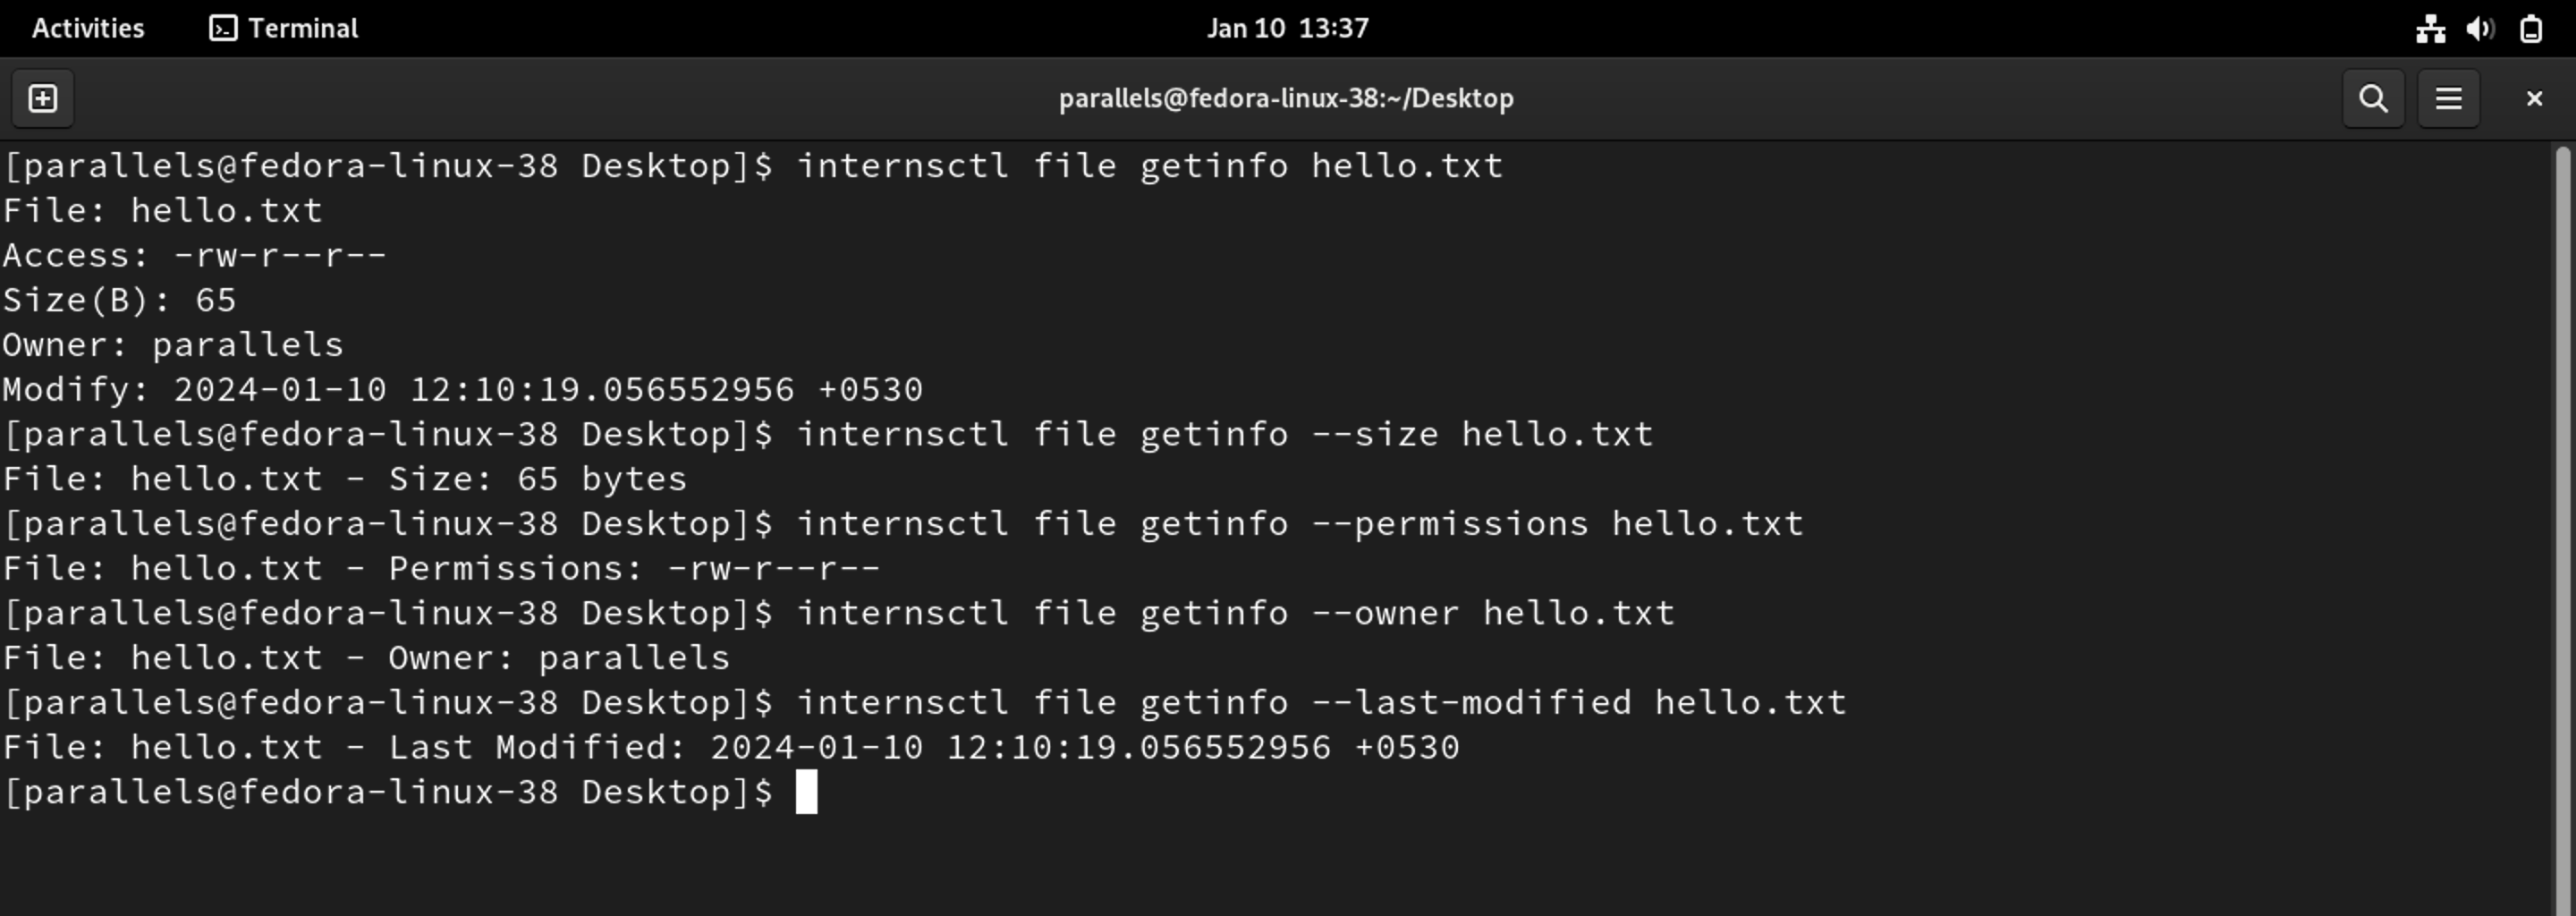 Activities Terminal Jan 10 13:37
parallels@fedora-linux-38:~/Desktop
[parallels@fedora-linux-38 Desktop]$ internsctl file getinfo hello.txt
File: hello.txt
Access: -rw-r--r--
Size(B): 65
Owner: parallels
Modify: 2024-01-10 12:10:19.056552956 +0530
[parallels@fedora-linux-38 Desktop]$ internsctl file getinfo --size hello.txt
File: hello.txt - Size: 65 bytes
[parallels@fedora-linux-38 Desktop]$ internsctl file getinfo --permissions hello.txt
File: hello.txt - Permissions: -rw-r--r--
[parallels@fedora-linux-38 Desktop]$ internsctl file getinfo --owner hello.txt
File: hello.txt - Owner: parallels
[parallels@fedora-linux-38 Desktop]$ internsctl file getinfo --last-modified hello.txt
File: hello.txt - Last Modified: 2024-01-10 12:10:19.056552956 +0530
[parallels@fedora-linux-38 Desktop]$